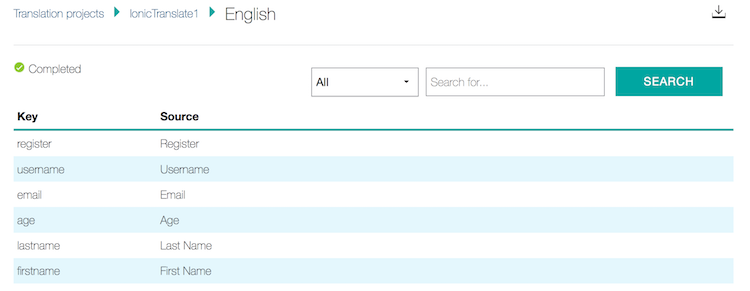 Translation projects IonicTranslate1 English
Completed
All Search for... SEARCH
Key Source
register Register
username Username
email Email
age Age
lastname Last Name
firstname First Name